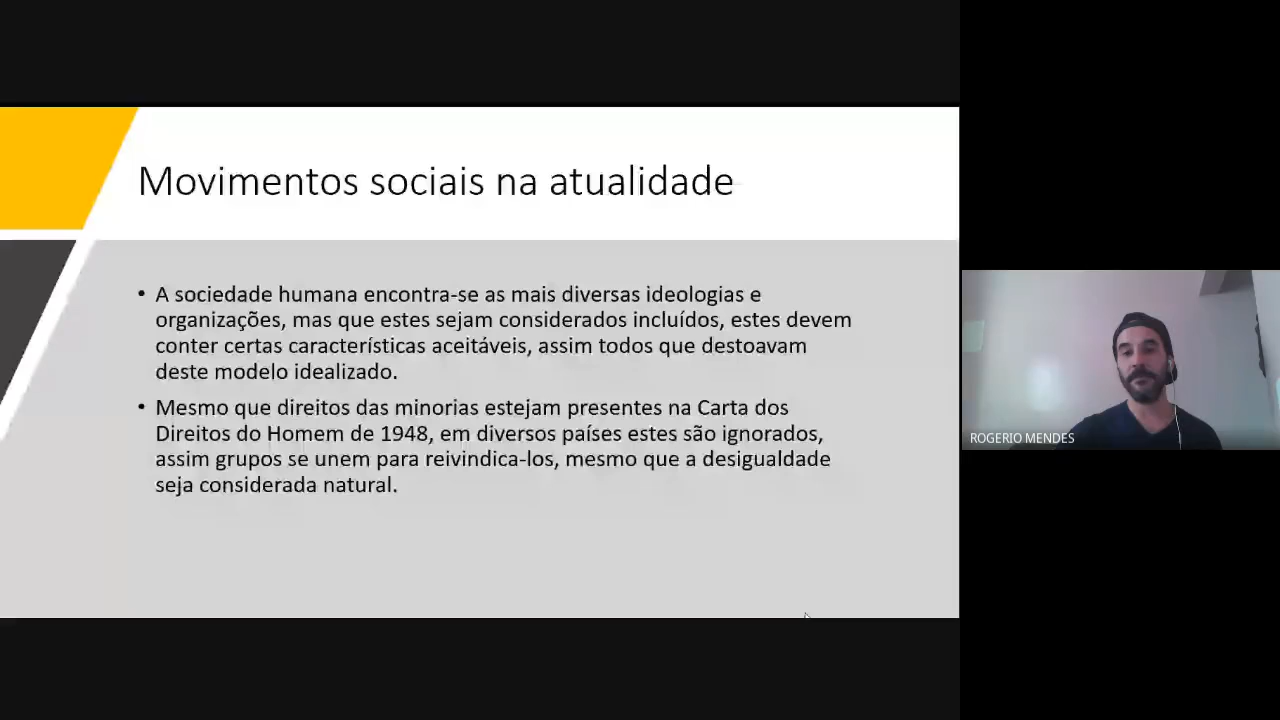 Movimentos sociais na atualidade
• A sociedade humana encontra-se as mais diversas ideologias e
organizações, mas que estes sejam considerados incluídos, estes devem
conter certas características aceitáveis, assim todos que destoavam
deste modelo idealizado.
• Mesmo que direitos das minorias estejam presentes na Carta dos
Direitos do Homem de 1948, em diversos países estes são ignorados,
assim grupos se unem para reivindica-los, mesmo que a desigualdade
seja considerada natural.
ROGERIO MENDES